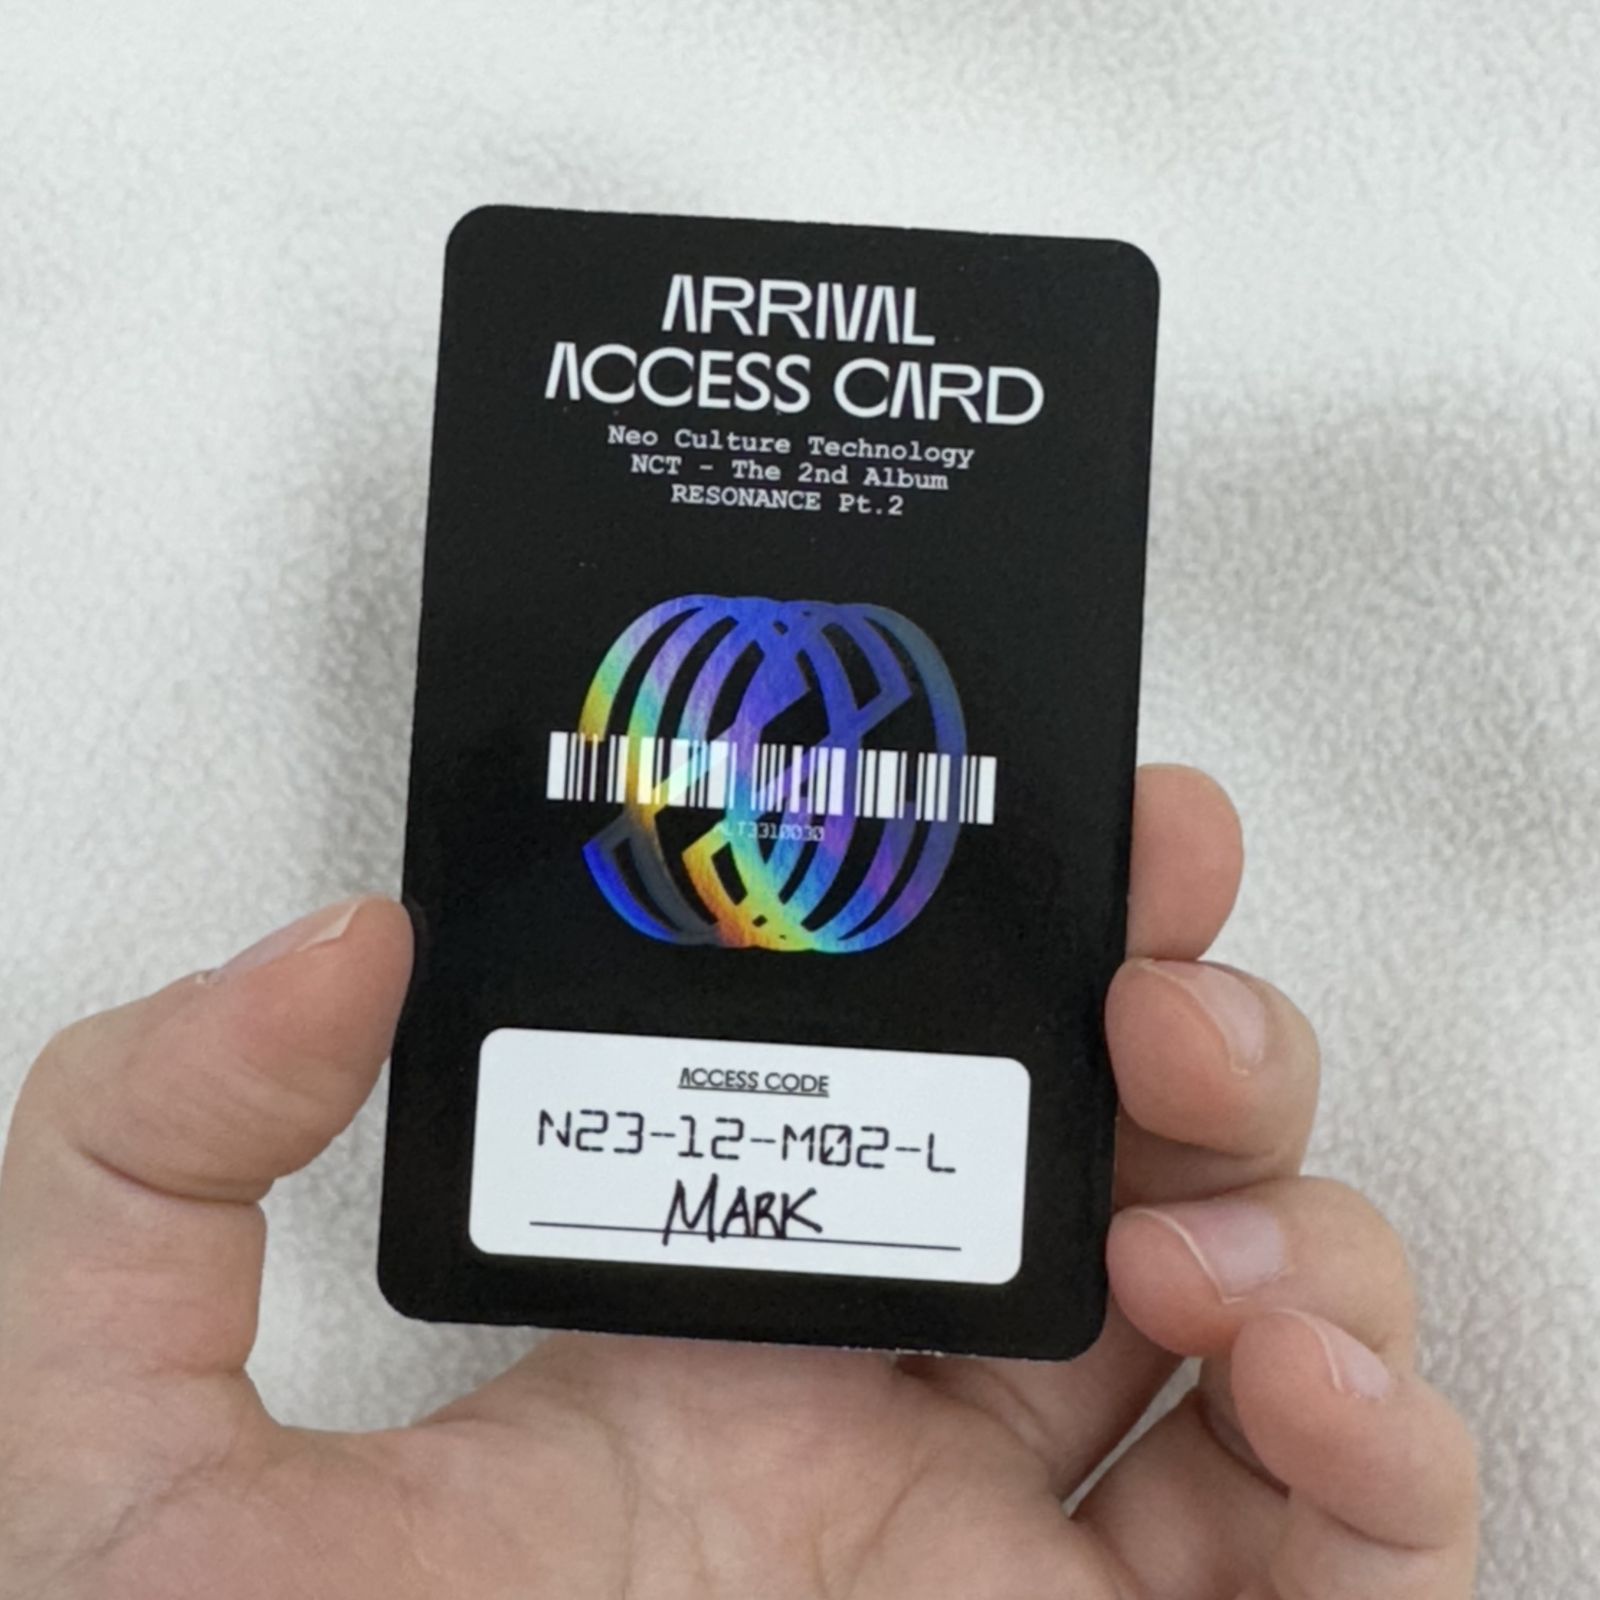 ARRIVAL
ACCESS CARD
Neo Culture Technology
NCT - The 2nd Album
RESONANCE Pt.2
ACCESS CODE
N23-12-M02-L
MARK